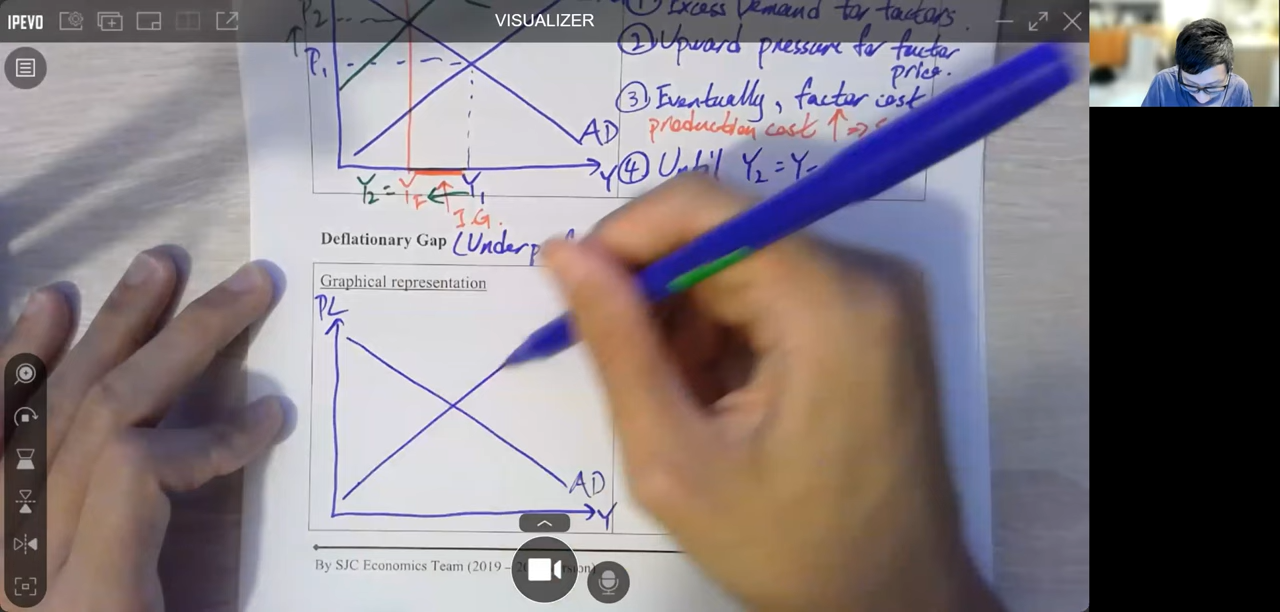 IPEVO
VISUALIZER
P2
P1
AD
Y
Y2 = YF
Y1
I.G.
① Excess Demand for factors.
② Upward pressure for factor
price.
③ Eventually, factor cost
production cost ↑ =>
④ Until Y2 = Y
Deflationary Gap (Underp
Graphical representation
PL
AD
Y
By SJC Economics Team (2019 –